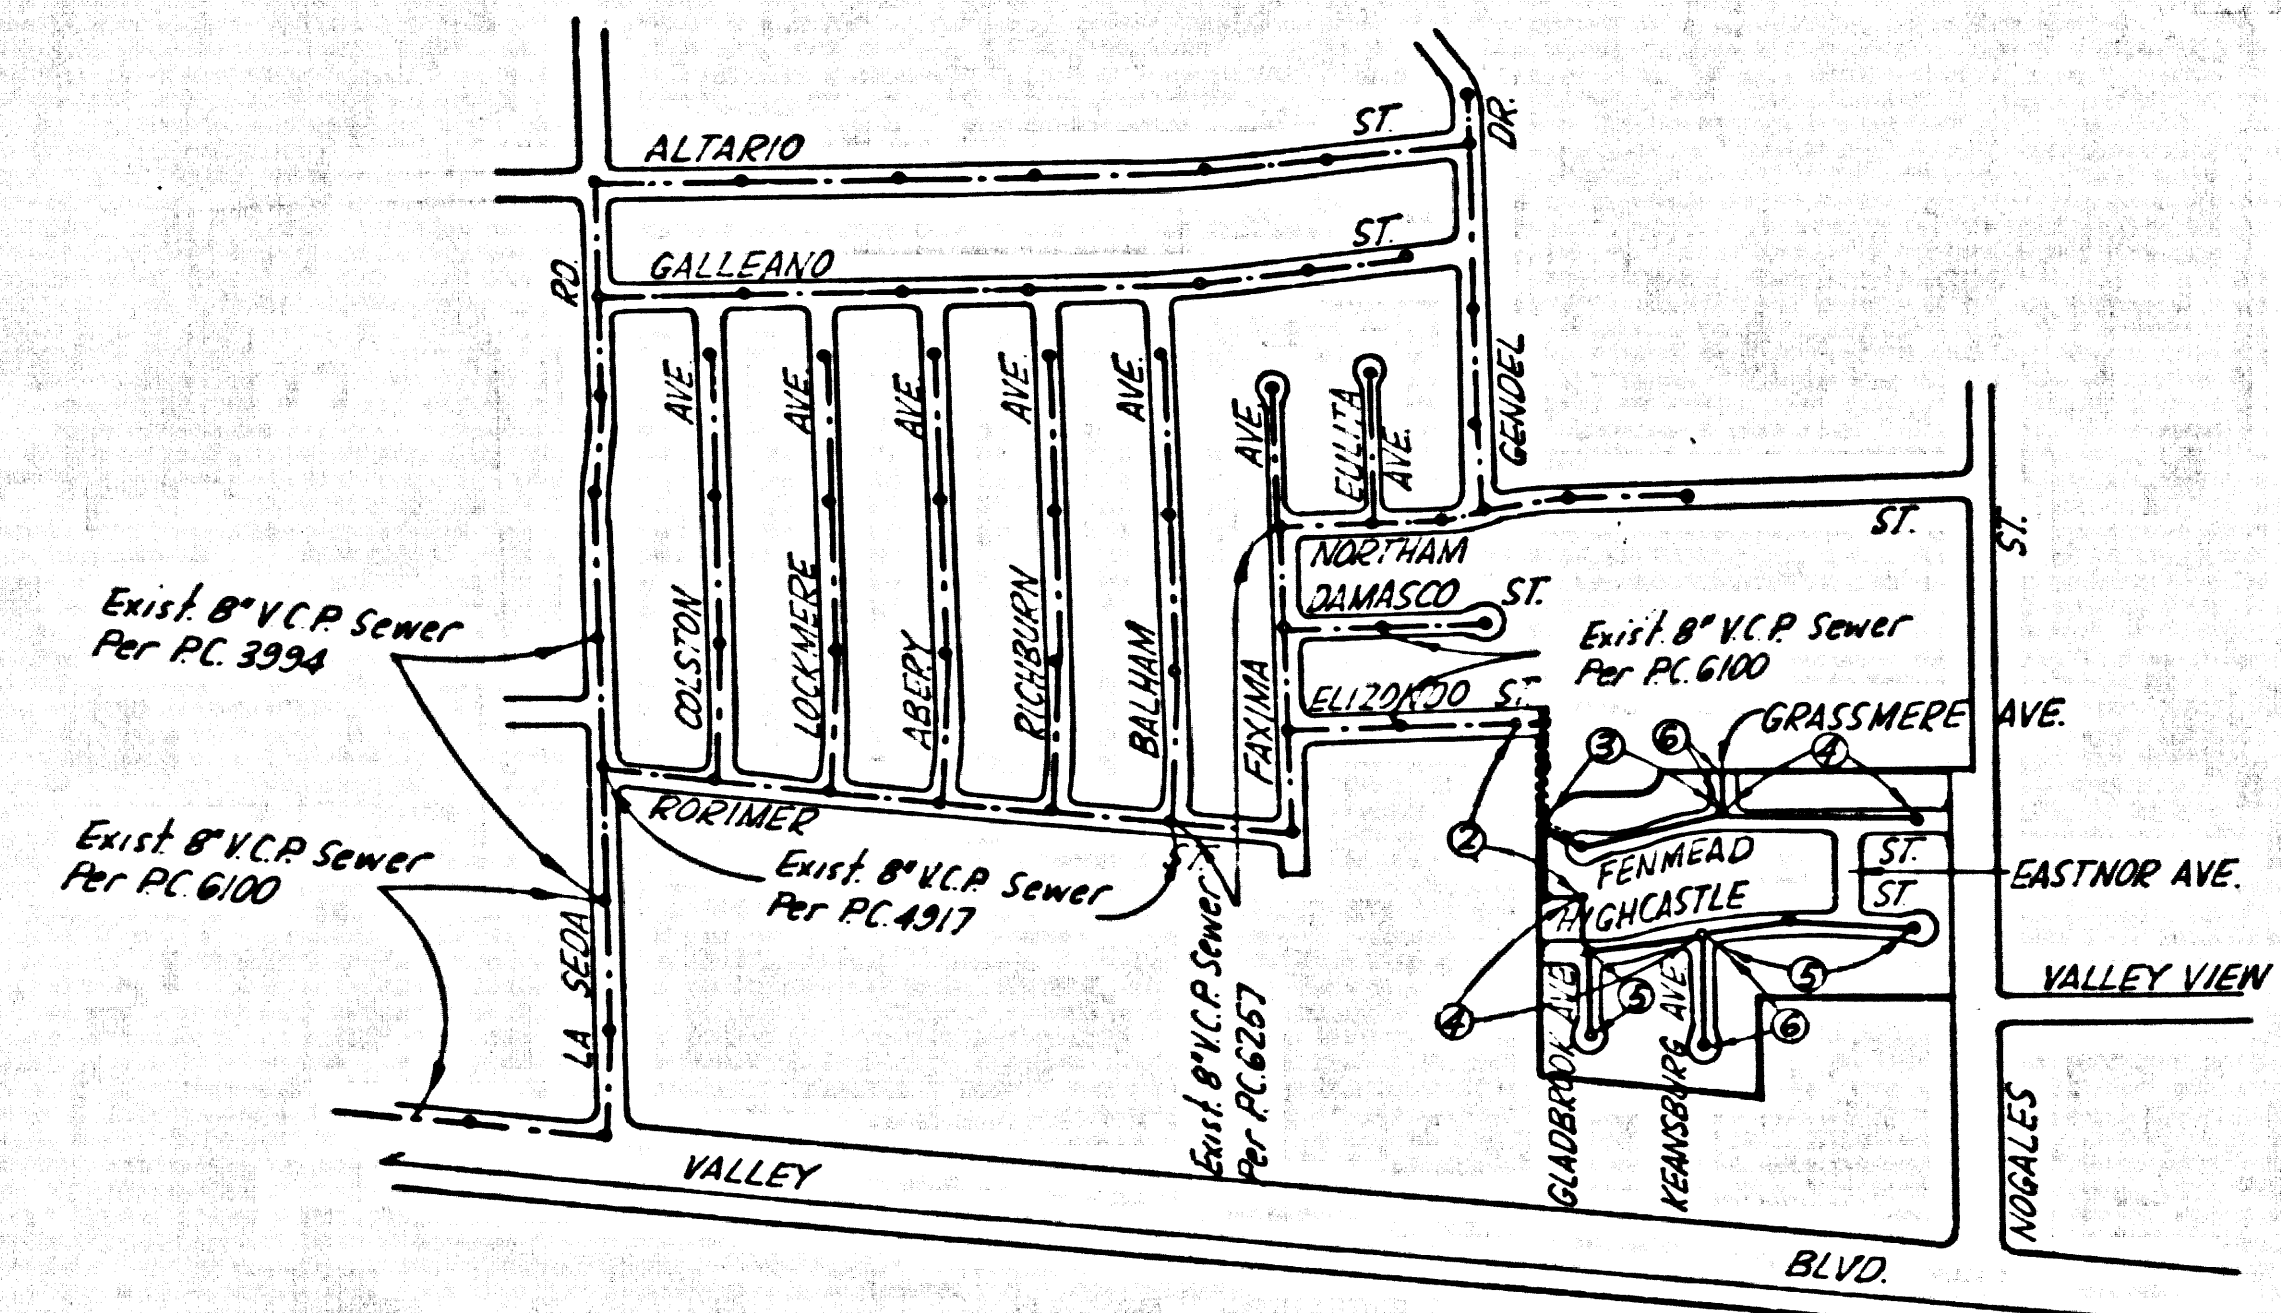 ALTARIO ST.
DR.
GALLEANO ST.
RD.
AVE.
AVE.
AVE.
AVE.
AVE.
AVE.
EULITA
AVE.
GENDEL
ST.
ST.
NORTHAM
DAMASCO ST.
Exist. 8" V.C.P. Sewer
Per P.C. 3994
COLSTON
LOCKMERE
ABERY
RICHBURN
BALHAM
FAXIMA
Exist. 8" V.C.P. Sewer
Per P.C. 6100
ELIZONDO ST.
GRASSMERE AVE.
3
6
4
RORIMER ST.
2
Exist. 8" V.C.P. Sewer
Per P.C. 6100
Exist. 8" V.C.P. Sewer
Per P.C. 4917
FENMEAD ST.
EASTNOR AVE.
HIGHCASTLE ST.
LA SEDA
Exist. 8" V.C.P. Sewer
Per P.C. 6257
5
5
4
6
VALLEY VIEW
GLADBROOK AVE.
KEANSBURG AVE.
NOGALES
VALLEY
BLVD.